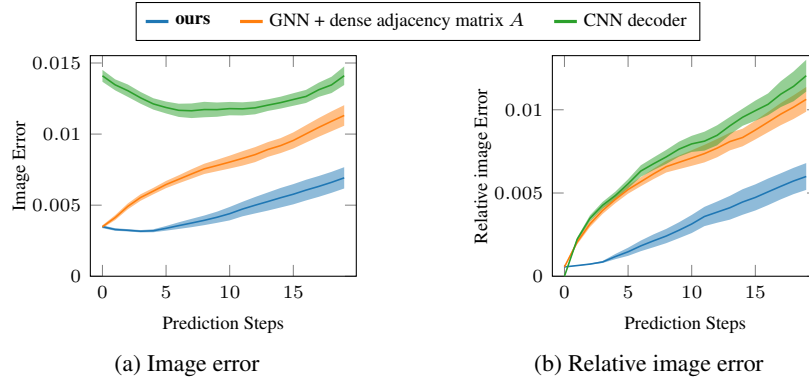 ours GNN + dense adjacency matrix A CNN decoder
0.015
0.01
0.005
0
Image Error
0 5 10 15
Prediction Steps
(a) Image error
0.01
0.005
0
Relative image Error
0 5 10 15
Prediction Steps
(b) Relative image error